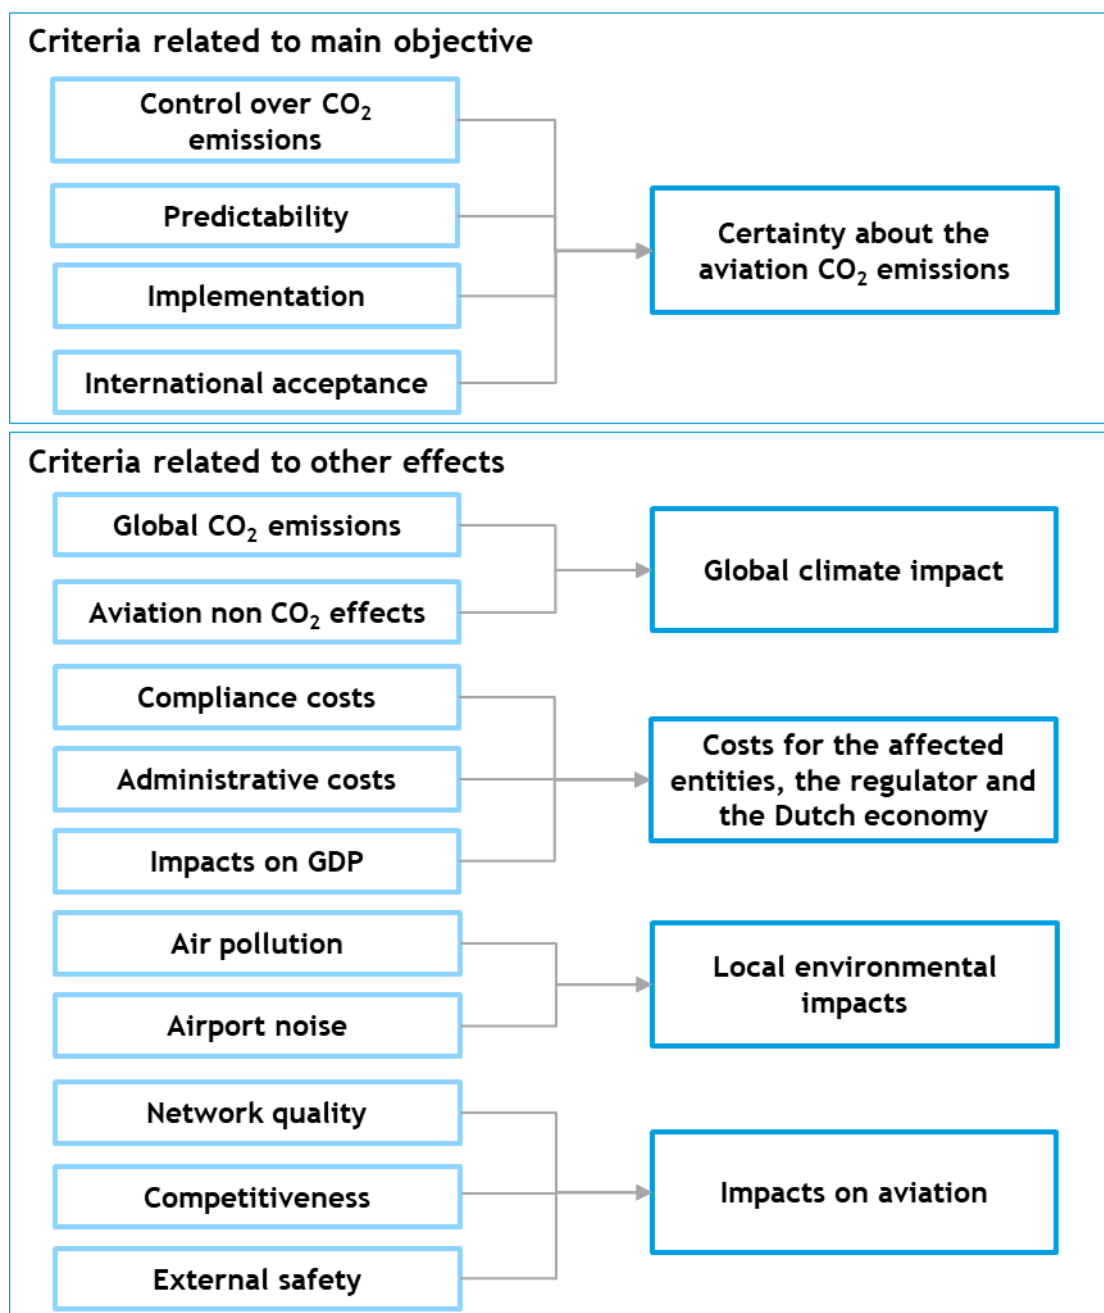 Criteria related to main objective
Control over CO₂
emissions
Predictability
Implementation
International acceptance
Certainty about the
aviation CO₂ emissions
Criteria related to other effects
Global CO₂ emissions
Aviation non CO₂ effects
Global climate impact
Compliance costs
Administrative costs
Impacts on GDP
Costs for the affected
entities, the regulator and
the Dutch economy
Air pollution
Airport noise
Local environmental
impacts
Network quality
Competitiveness
External safety
Impacts on aviation